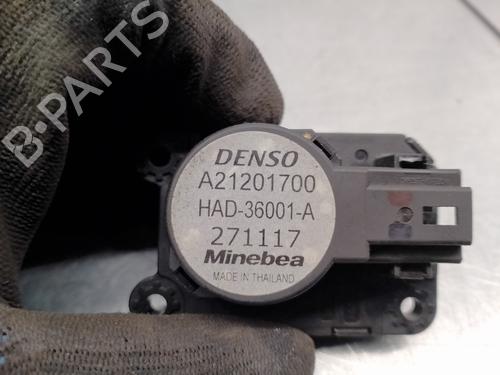 B-PARTS
DENSO
A21201700
HAD-36001-A
271117
Minebea
MADE IN THAILAND